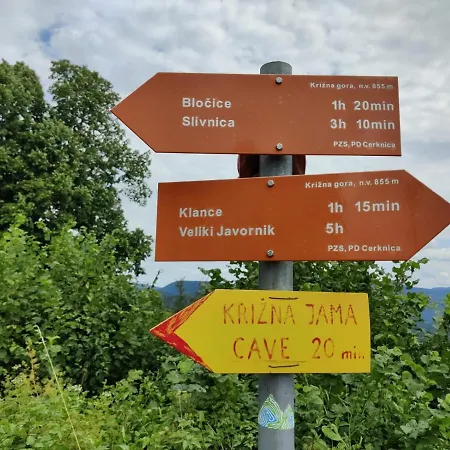 Križna gora, n.v. 855 m
Bločice 1h 20min
Slivnica 3h 10min
PZS, PD Cerknica
Križna gora, n.v. 855 m
Klance 1h 15min
Veliki Javornik 5h
PZS, PD Cerknica
KRIŽNA JAMA
CAVE 20 min.